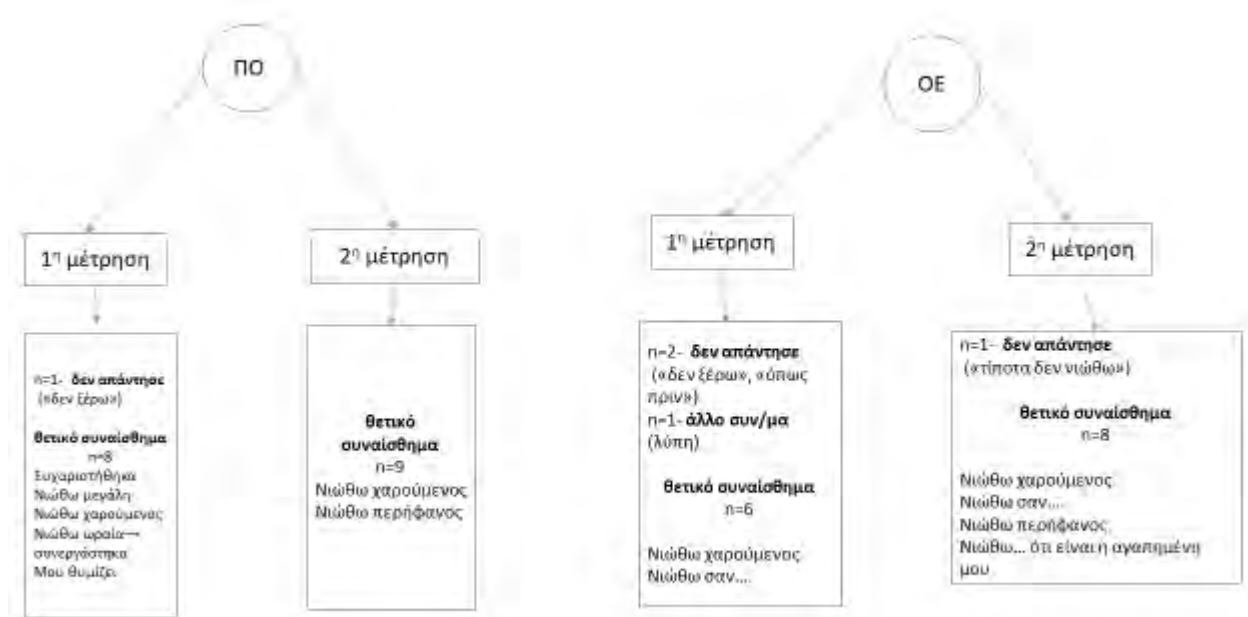 ΠΟ
1η μέτρηση
n=1- δεν απάντησε
(«δεν ξέρω»)
θετικό συναίσθημα
n=8
Ευχαριστήθηκα
Νιώθω μεγάλη
Νιώθω χαρούμενος
Νιώθω ωραία→
συνεργάστηκα
Μου θυμίζει
2η μέτρηση
θετικό
συναίσθημα
n=9
Νιώθω χαρούμενος
Νιώθω περήφανος
ΟΕ
1η μέτρηση
n=2- δεν απάντησε
(«δεν ξέρω», «όπως
πριν»)
n=1- άλλο συν/μα
(λύπη)
θετικό συναίσθημα
n=6
Νιώθω χαρούμενος
Νιώθω σαν....
2η μέτρηση
n=1- δεν απάντησε
(«τίποτα δεν νιώθω»)
θετικό συναίσθημα
n=8
Νιώθω χαρούμενος
Νιώθω σαν....
Νιώθω περήφανος
Νιώθω... ότι είναι η αγαπημένη
μου